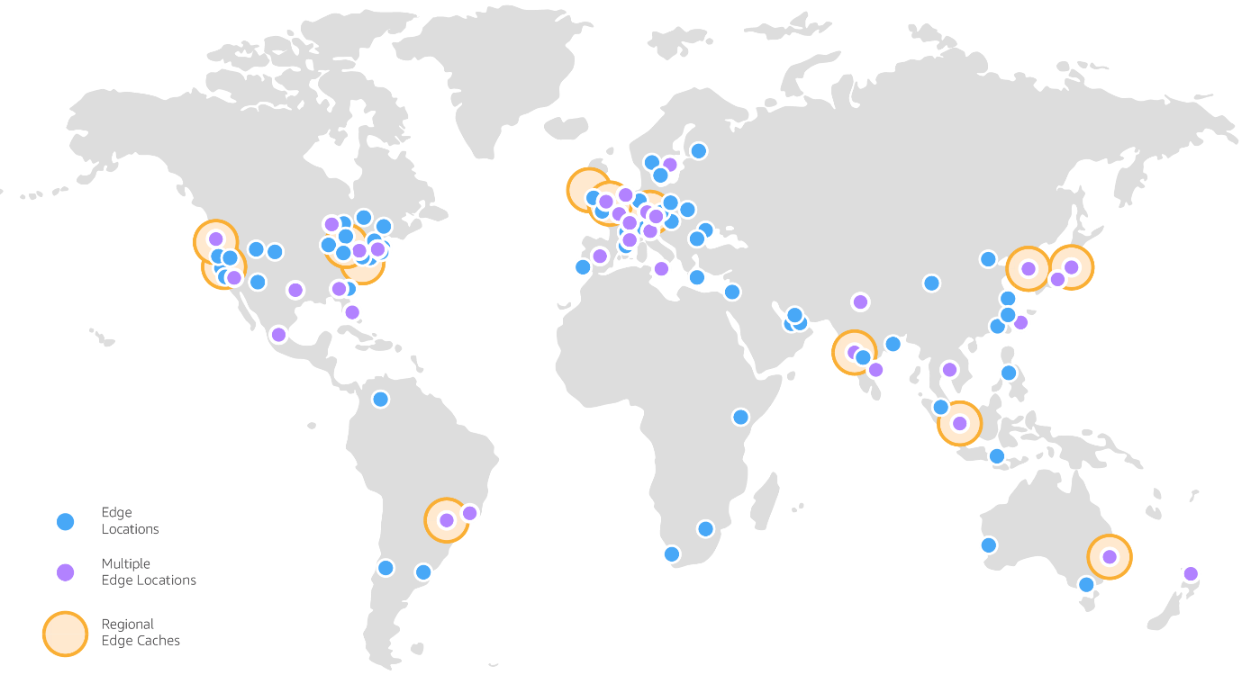 Edge
Locations
Multiple
Edge Locations
Regional
Edge Caches